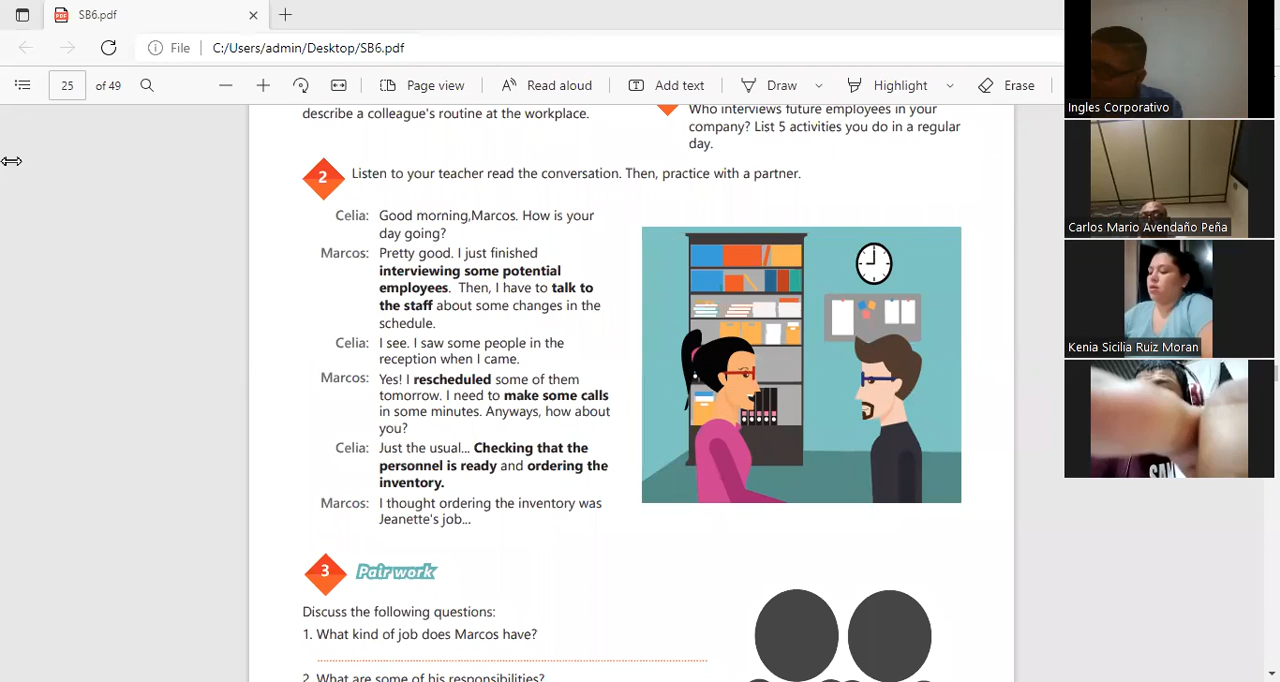 SB6.pdf
File
C:/Users/admin/Desktop/SB6.pdf
25
of 49
Page view
Read aloud
Add text
Draw
Highlight
Erase
describe a colleague's routine at the workplace.
Who interviews future employees in your
company? List 5 activities you do in a regular
day.
2
Listen to your teacher read the conversation. Then, practice with a partner.
Celia: Good morning,Marcos. How is your
day going?
Marcos: Pretty good. I just finished
interviewing some potential
employees. Then, I have to talk to
the staff about some changes in the
schedule.
Celia: I see. I saw some people in the
reception when I came.
Marcos: Yes! I rescheduled some of them
tomorrow. I need to make some calls
in some minutes. Anyways, how about
you?
Celia: Just the usual... Checking that the
personnel is ready and ordering the
inventory.
Marcos: I thought ordering the inventory was
Jeanette's job...
3
Pair work
Discuss the following questions:
1. What kind of job does Marcos have?
2. What are some of his responsibilities?
Ingles Corporativo
Carlos Mario Avendaño Peña
Kenia Sicilia Ruiz Moran